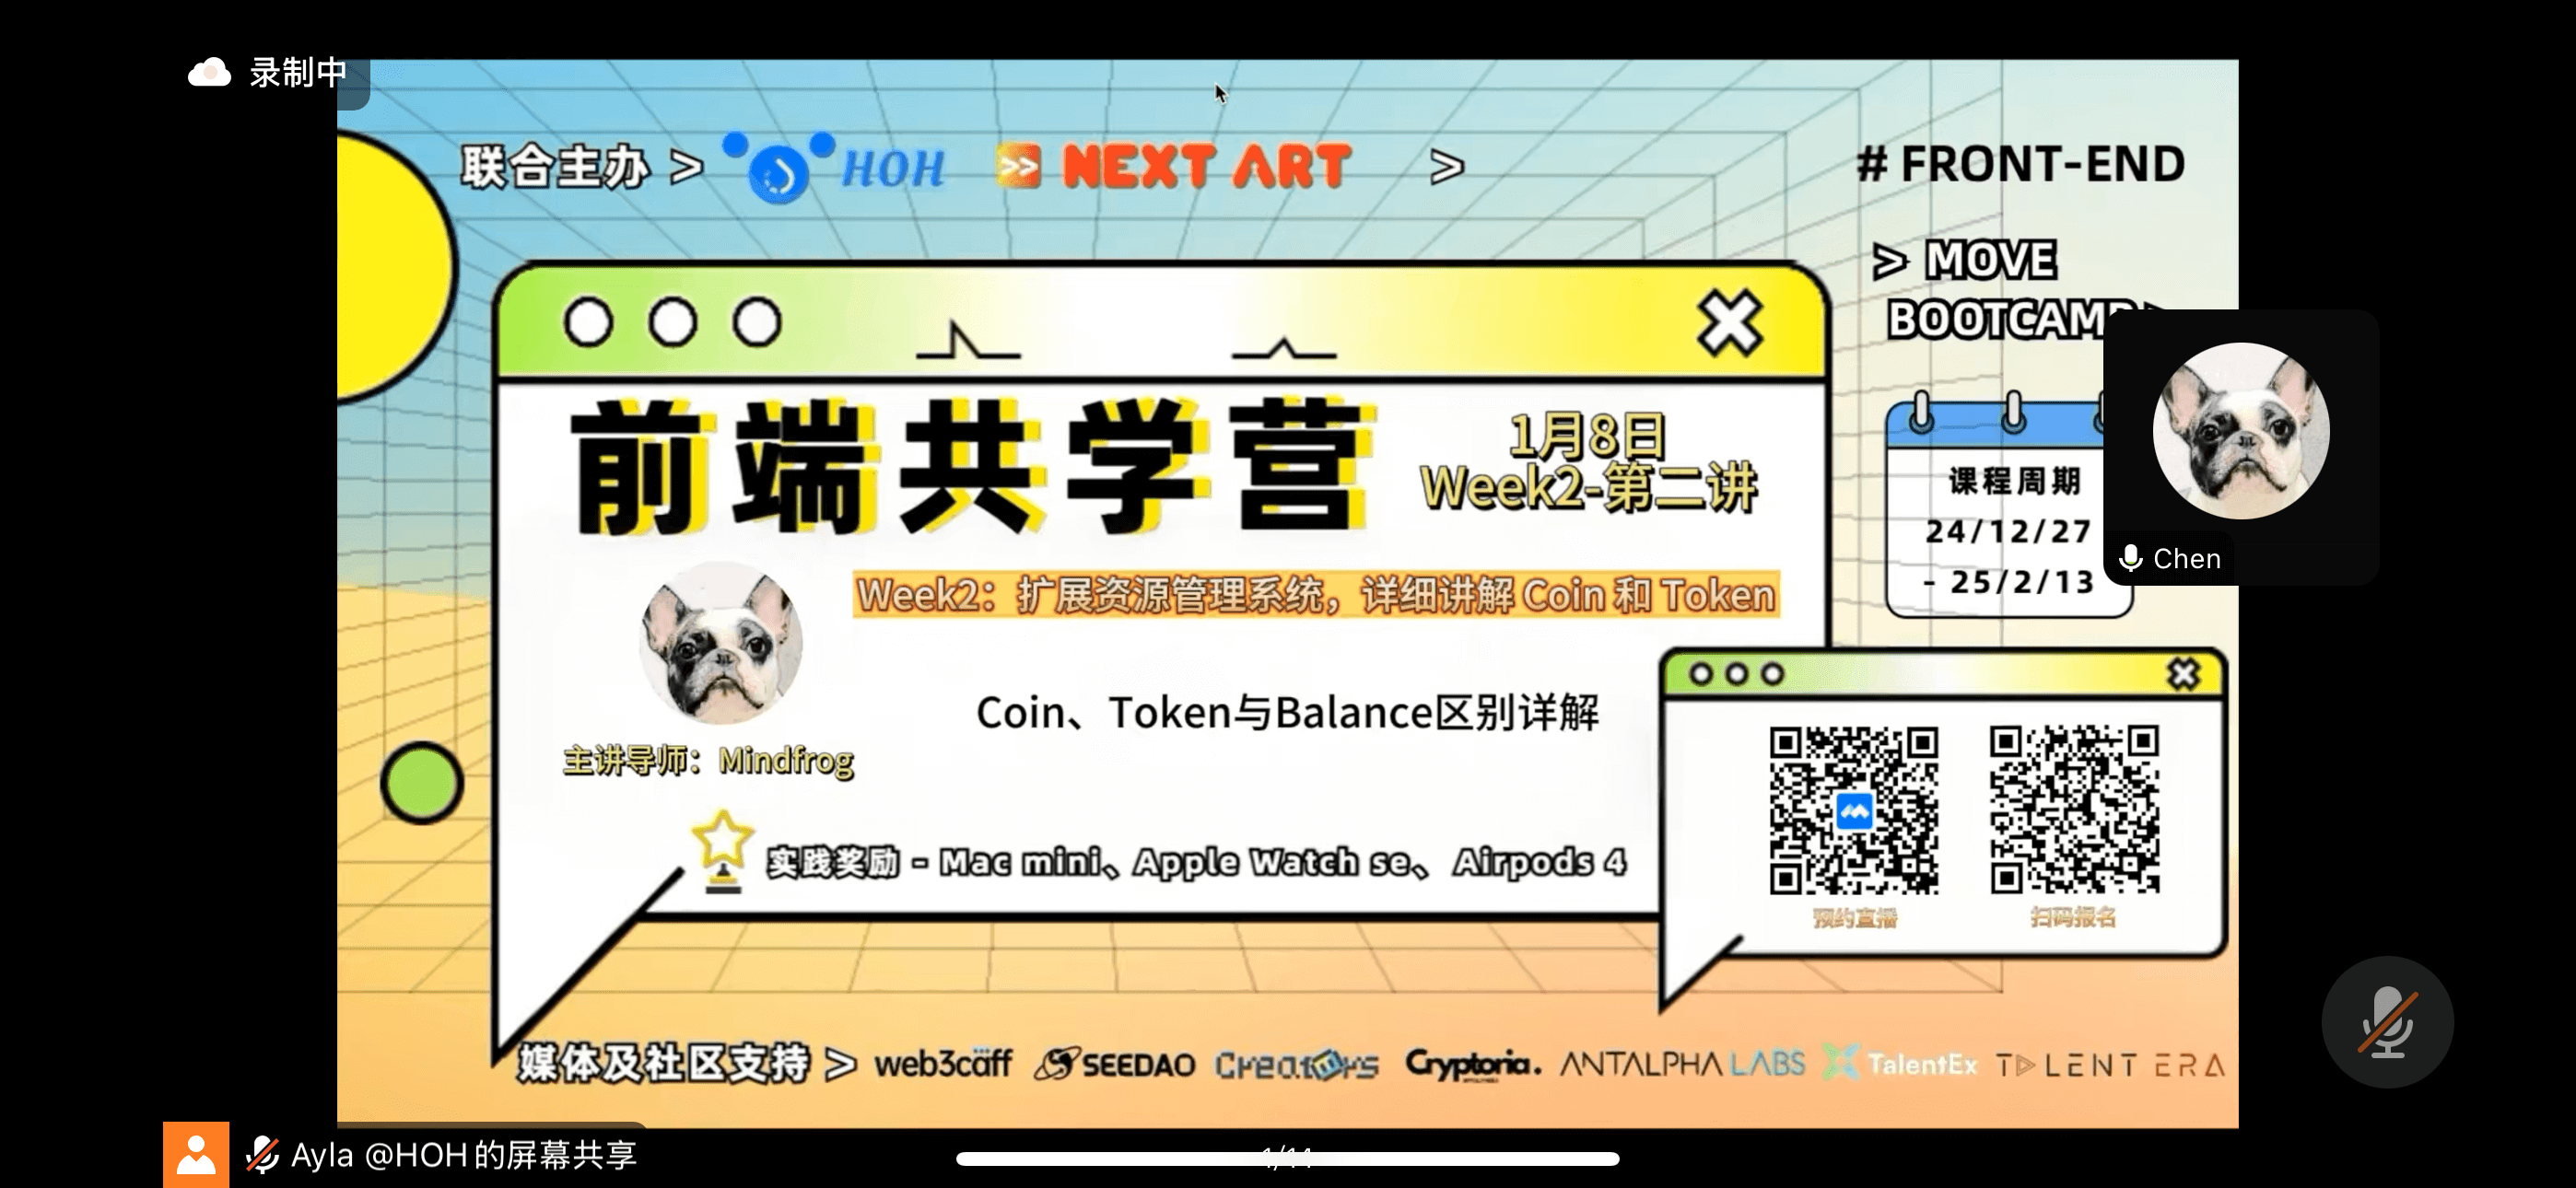 录制中
联合主办 > HOH NEXT ART >
# FRONT-END
> MOVE
BOOTCAMP
前端共学营
1月8日
Week2-第二讲
课程周期
24/12/27
- 25/2/13
Chen
Week2：扩展资源管理系统，详细讲解 Coin 和 Token
Coin、Token与Balance区别详解
主讲导师：Mindfrog
实践奖励 - Mac mini、Apple Watch se、 Airpods 4
预约直播
扫码报名
媒体及社区支持 > web3caff SEEDAO Creators Cryptoria. ANTALPHA LABS TalentEx TALENT ERA
Ayla @HOH的屏幕共享
1/14